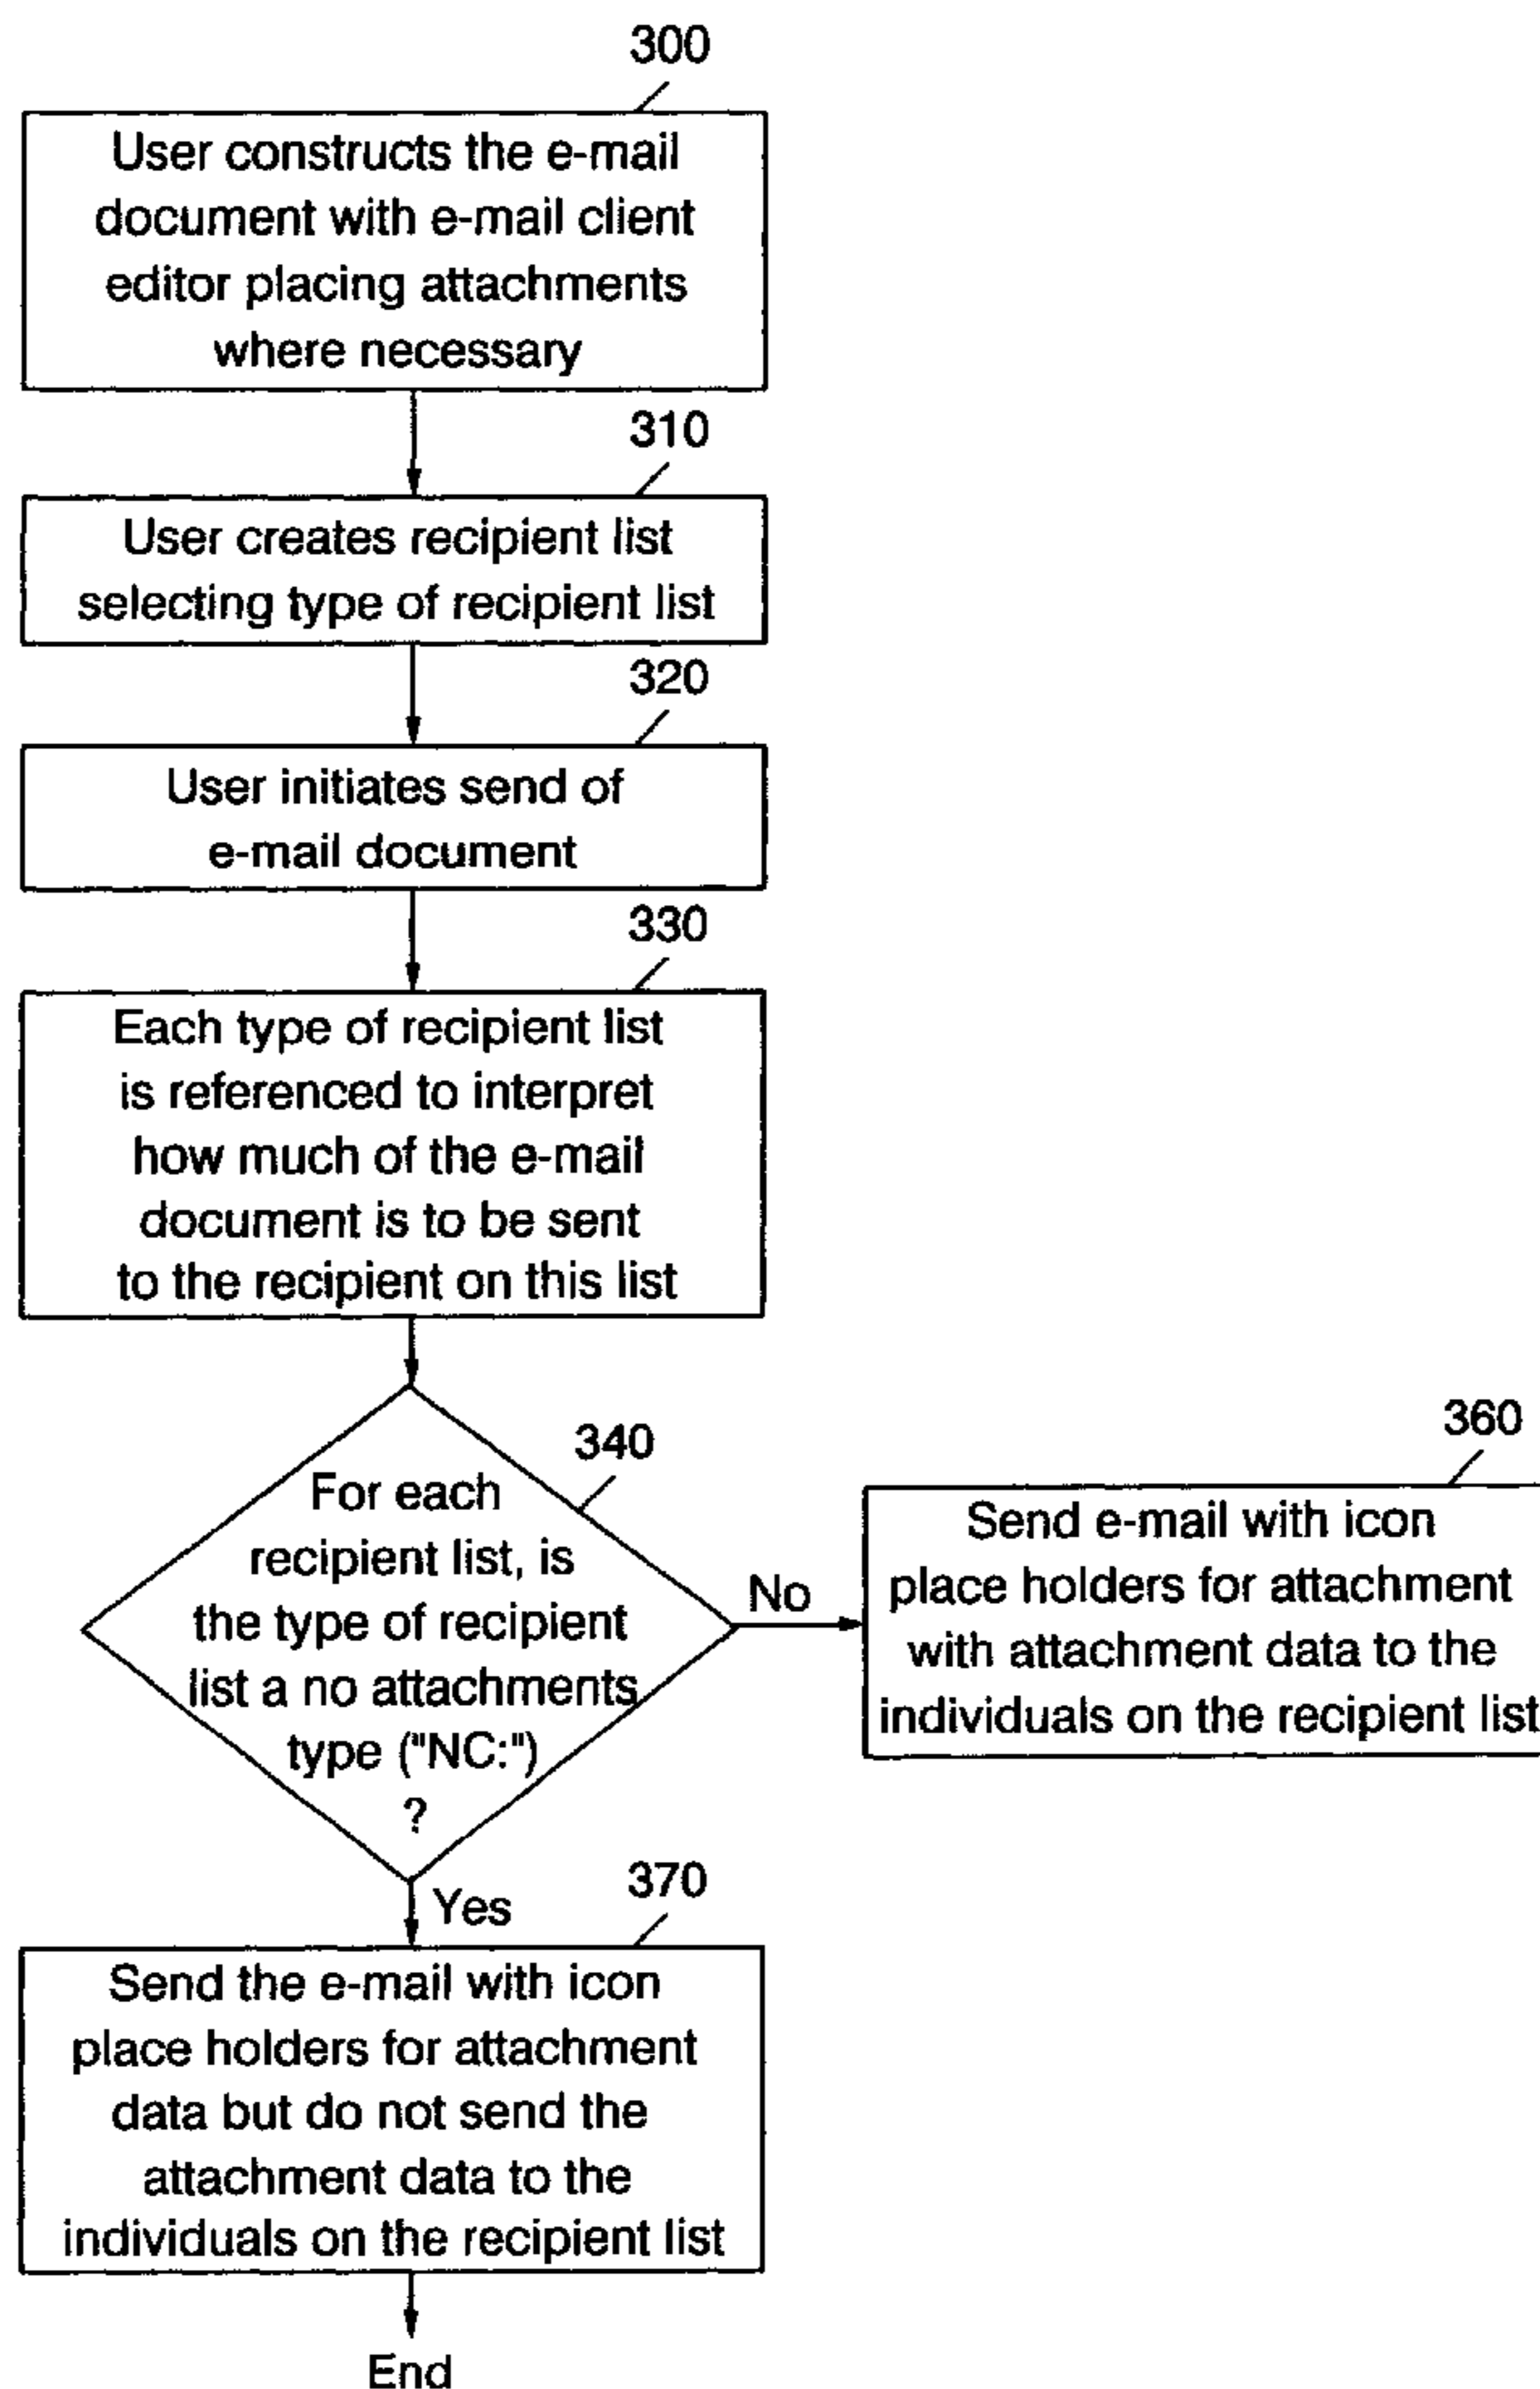 300
User constructs the e-mail
document with e-mail client
editor placing attachments
where necessary
310
User creates recipient list
selecting type of recipient list
320
User initiates send of
e-mail document
330
Each type of recipient list
is referenced to interpret
how much of the e-mail
document is to be sent
to the recipient on this list
340
For each
recipient list, is
the type of recipient
list a no attachments
type ("NC:")
?
No
360
Send e-mail with icon
place holders for attachment
with attachment data to the
individuals on the recipient list
Yes
370
Send the e-mail with icon
place holders for attachment
data but do not send the
attachment data to the
individuals on the recipient list
End